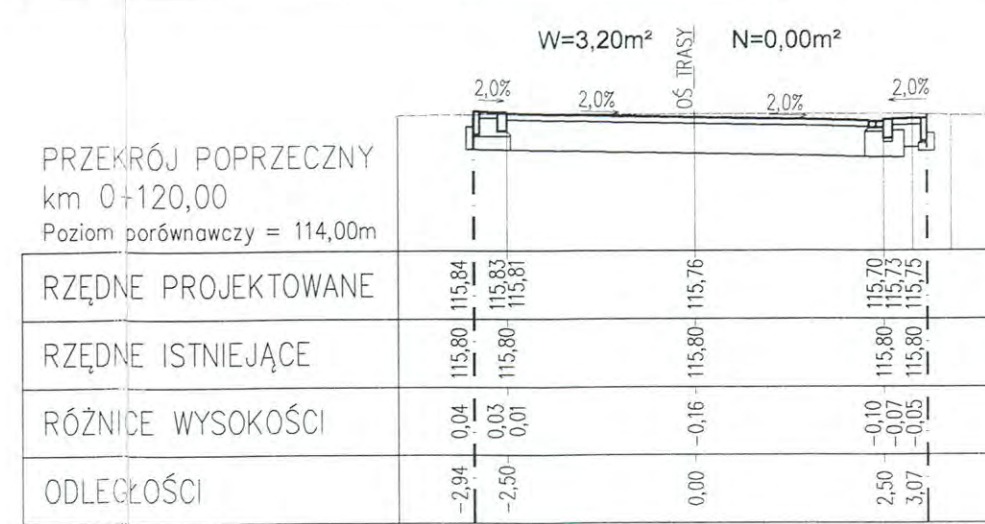 W=3,20m² OŚ TRASY N=0,00m²
2,0% 2,0% 2,0% 2,0%
PRZEKRÓJ POPRZECZNY
km 0+120,00
Poziom porównawczy = 114,00m
RZĘDNE PROJEKTOWANE 115,84 115,83 115,81 115,76 115,70 115,73 115,75
RZĘDNE ISTNIEJĄCE 115,80 115,80 115,80 115,80 115,80
RÓŻNICE WYSOKOŚCI 0,04 0,03 0,01 -0,16 -0,10 -0,07 -0,05
ODLEGŁOŚCI -2,94 -2,50 0,00 2,50 3,07